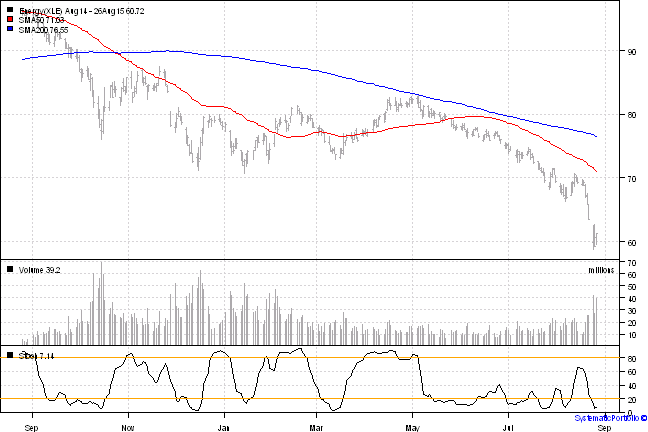 Energy(XLE) Aug14 - 26Aug15 60.72
SMA50 71.03
SMA200 76.55
90
80
70
60
Volume 39.2
millions
70
60
50
40
30
20
10
Stoch 7.14
80
60
40
20
0
Sep
Nov
Jan
Mar
May
Jul
Sep
SystematicPortfolio ©